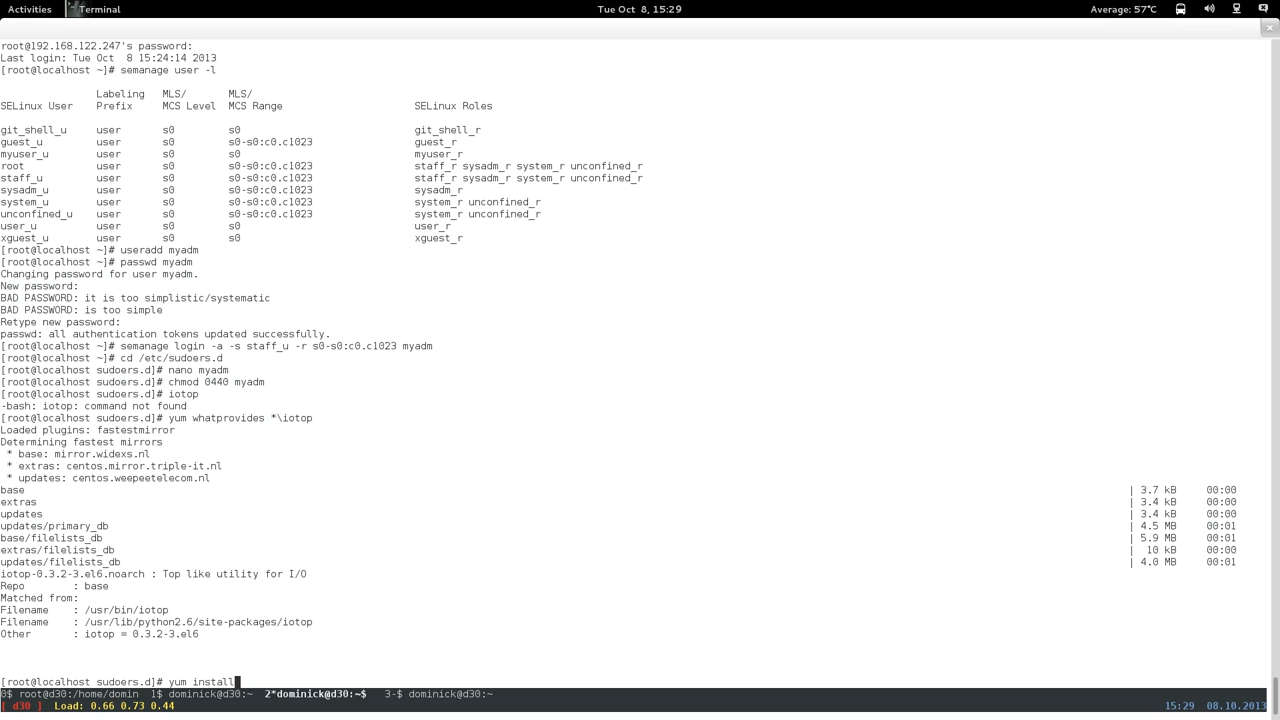 Activities Terminal Tue Oct 8, 15:29 Average: 57°C
root@192.168.122.247's password:
Last login: Tue Oct  8 15:24:14 2013
[root@localhost ~]# semanage user -l
Labeling MLS/ MLS/
SELinux User Prefix MCS Level MCS Range SELinux Roles
git_shell_u user s0 s0 git_shell_r
guest_u user s0 s0-s0:c0.c1023 guest_r
myuser_u user s0 s0 myuser_r
root user s0 s0-s0:c0.c1023 staff_r sysadm_r system_r unconfined_r
staff_u user s0 s0-s0:c0.c1023 staff_r sysadm_r system_r unconfined_r
sysadm_u user s0 s0-s0:c0.c1023 sysadm_r
system_u user s0 s0-s0:c0.c1023 system_r unconfined_r
unconfined_u user s0 s0-s0:c0.c1023 system_r unconfined_r
user_u user s0 s0 user_r
xguest_u user s0 s0 xguest_r
[root@localhost ~]# useradd myadm
[root@localhost ~]# passwd myadm
Changing password for user myadm.
New password:
BAD PASSWORD: it is too simplistic/systematic
BAD PASSWORD: is too simple
Retype new password:
passwd: all authentication tokens updated successfully.
[root@localhost ~]# semanage login -a -s staff_u -r s0-s0:c0.c1023 myadm
[root@localhost ~]# cd /etc/sudoers.d
[root@localhost sudoers.d]# nano myadm
[root@localhost sudoers.d]# chmod 0440 myadm
[root@localhost sudoers.d]# iotop
-bash: iotop: command not found
[root@localhost sudoers.d]# yum whatprovides *\iotop
Loaded plugins: fastestmirror
Determining fastest mirrors
* base: mirror.widexs.nl
* extras: centos.mirror.triple-it.nl
* updates: centos.weepeetelecom.nl
base | 3.7 kB 00:00
extras | 3.4 kB 00:00
updates | 3.4 kB 00:00
updates/primary_db | 4.5 MB 00:01
base/filelists_db | 5.9 MB 00:01
extras/filelists_db | 10 kB 00:00
updates/filelists_db | 4.0 MB 00:01
iotop-0.3.2-3.el6.noarch : Top like utility for I/O
Repo : base
Matched from:
Filename : /usr/bin/iotop
Filename : /usr/lib/python2.6/site-packages/iotop
Other : iotop = 0.3.2-3.el6
[root@localhost sudoers.d]# yum install
0$ root@d30:/home/domin 1$ dominick@d30:~ 2*dominick@d30:~$ 3-$ dominick@d30:~
[ d30 ] Load: 0.66 0.73 0.44 15:29 08.10.2013